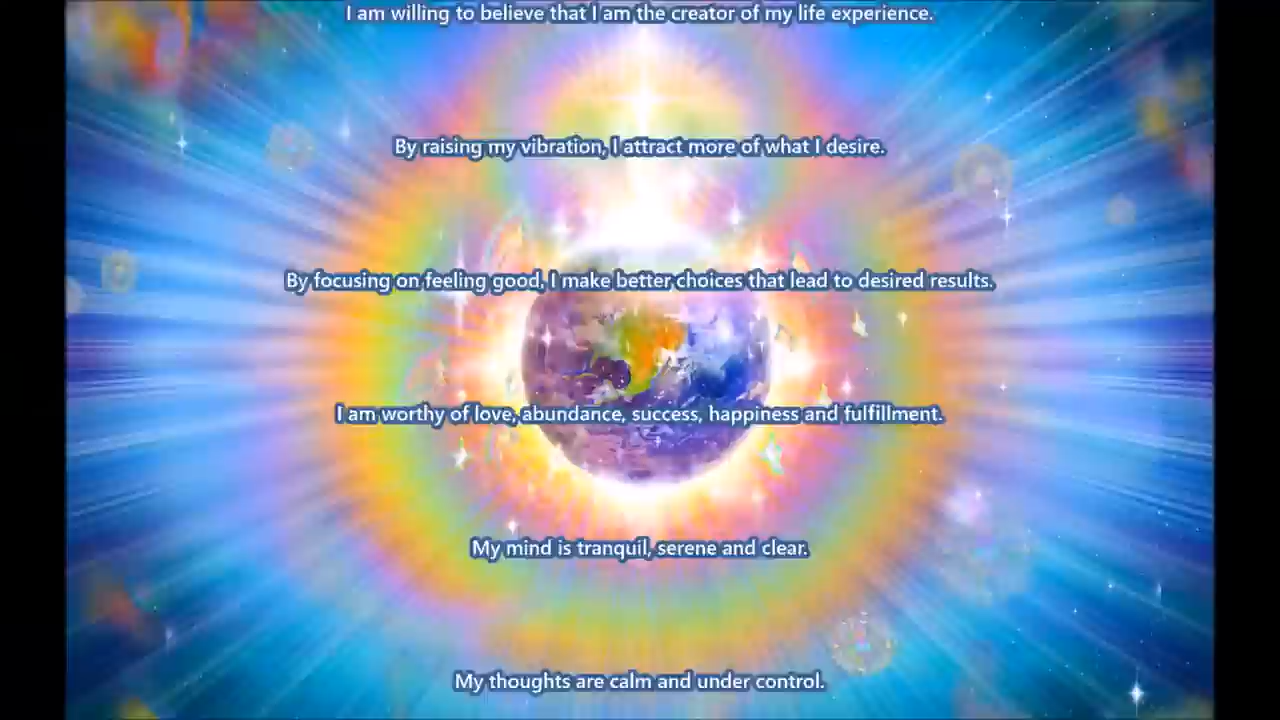 I am willing to believe that I am the creator of my life experience.
By raising my vibration, I attract more of what I desire.
By focusing on feeling good, I make better choices that lead to desired results.
I am worthy of love, abundance, success, happiness and fulfillment.
My mind is tranquil, serene and clear.
My thoughts are calm and under control.